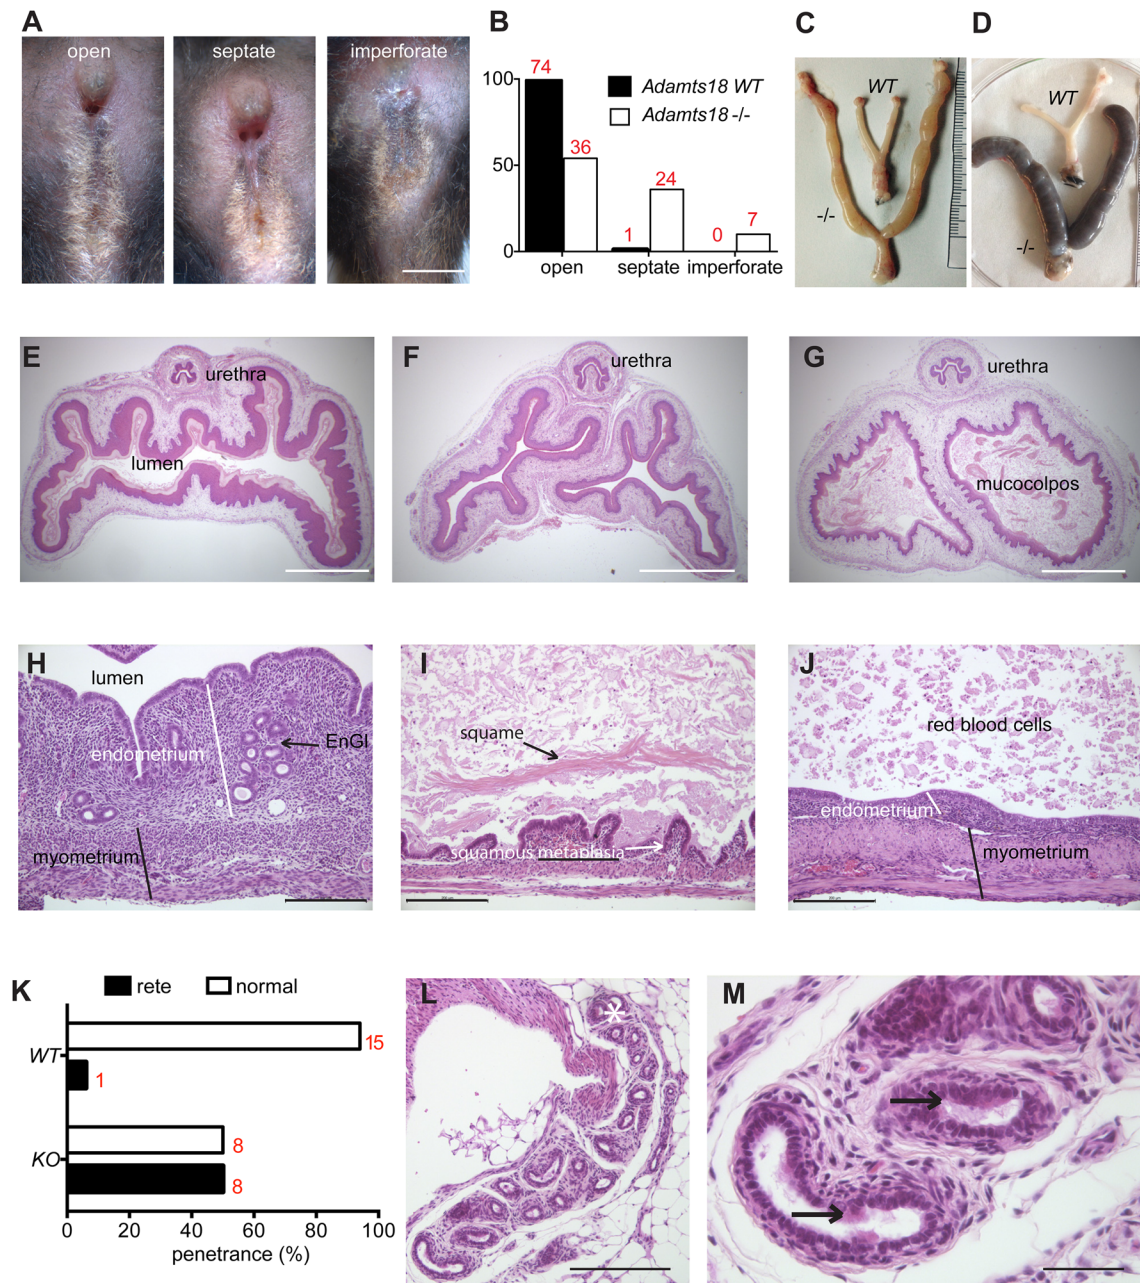 A
open
septate
imperforate
B
100
50
0
74
36
1
24
0
7
Adamts18 WT
Adamts18 -/-
open
septate
imperforate
C
WT
-/-
D
WT
-/-
E
urethra
lumen
F
urethra
G
urethra
mucocolpos
H
lumen
endometrium
EnGl
myometrium
I
squame
squamous metaplasia
J
red blood cells
endometrium
myometrium
K
rete
normal
WT
15
1
KO
8
8
0 20 40 60 80 100
penetrance (%)
L
*
M